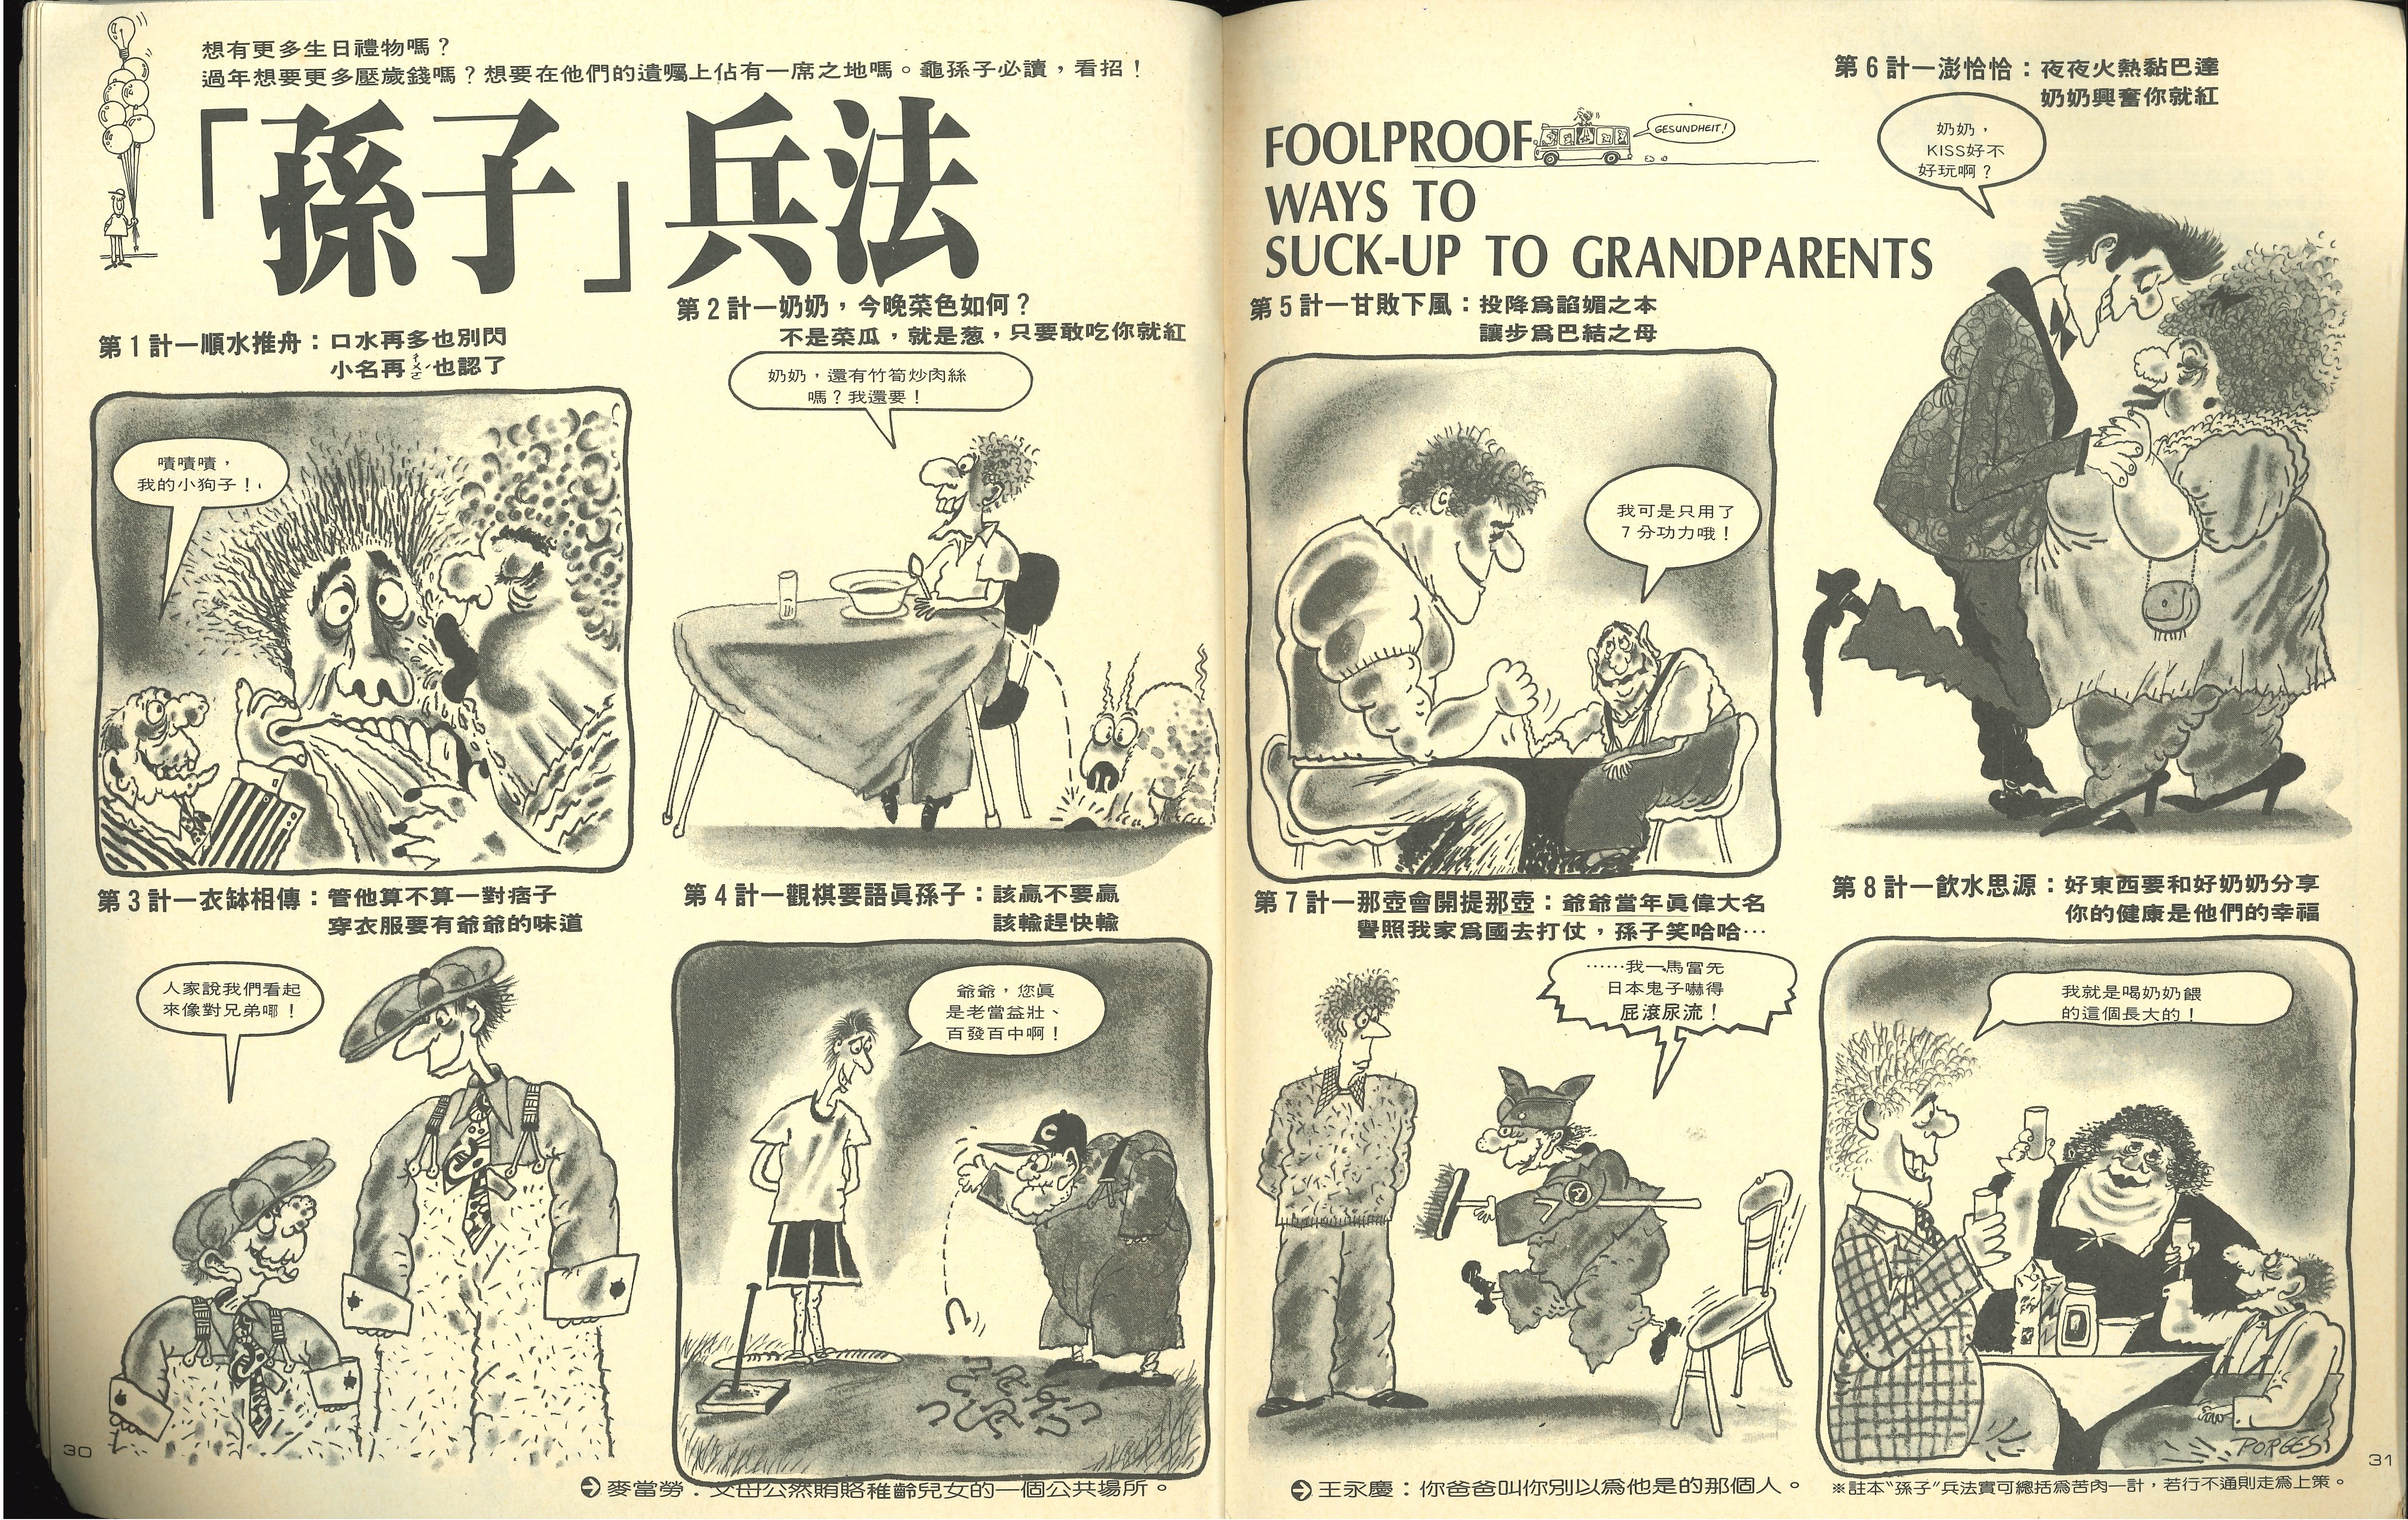 想有更多生日禮物嗎？
過年想要更多壓歲錢嗎？想要在他們的遺囑上佔有一席之地嗎。龜孫子必讀，看招！
「孫子」兵法
第1計—順水推舟：口水再多也別閃
小名再ㄔㄨㄛˊ也認了
嘖嘖嘖，
我的小狗子！
第2計—奶奶，今晚菜色如何？
不是菜瓜，就是葱，只要敢吃你就紅
奶奶，還有竹筍炒肉絲
嗎？我還要！
第3計—衣缽相傳：管他算不算一對痞子
穿衣服要有爺爺的味道
人家說我們看起
來像對兄弟哪！
第4計—觀棋要語眞孫子：該贏不要贏
該輸趕快輸
爺爺，您眞
是老當益壯、
百發百中啊！
C
30
麥當勞：父母公然賄賂稚齡兒女的一個公共場所。
FOOLPROOF
GESUNDHEIT!
WAYS TO
SUCK-UP TO GRANDPARENTS
第5計—甘敗下風：投降爲諂媚之本
讓步爲巴結之母
我可是只用了
7分功力哦！
第6計—澎恰恰：夜夜火熱黏巴達
奶奶興奮你就紅
奶奶，
KISS好不
好玩啊？
第7計—那壺會開提那壺：爺爺當年眞偉大名
譽照我家爲國去打仗，孫子笑哈哈…
……我一馬當先
日本鬼子嚇得
屁滾尿流！
第8計—飲水思源：好東西要和好奶奶分享
你的健康是他們的幸福
我就是喝奶奶餵
的這個長大的！
PORGES
王永慶：你爸爸叫你別以爲他是的那個人。
※註本“孫子”兵法實可總括爲苦肉一計，若行不通則走爲上策。
31